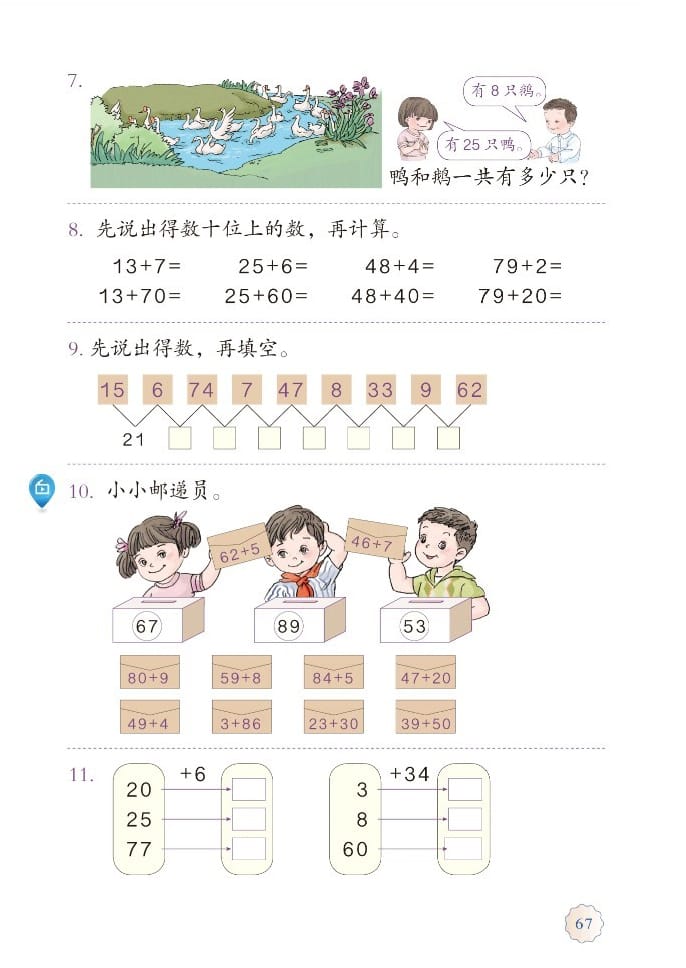 7.
有8只鹅。
有25只鸭。
鸭和鹅一共有多少只?
8. 先说出得数十位上的数，再计算。
13+7= 25+6= 48+4= 79+2=
13+70= 25+60= 48+40= 79+20=
9. 先说出得数，再填空。
15 6 74 7 47 8 33 9 62
21
10. 小小邮递员。
62+5 46+7
67 89 53
80+9 59+8 84+5 47+20
49+4 3+86 23+30 39+50
11. +6 +34
20 3
25 8
77 60
67